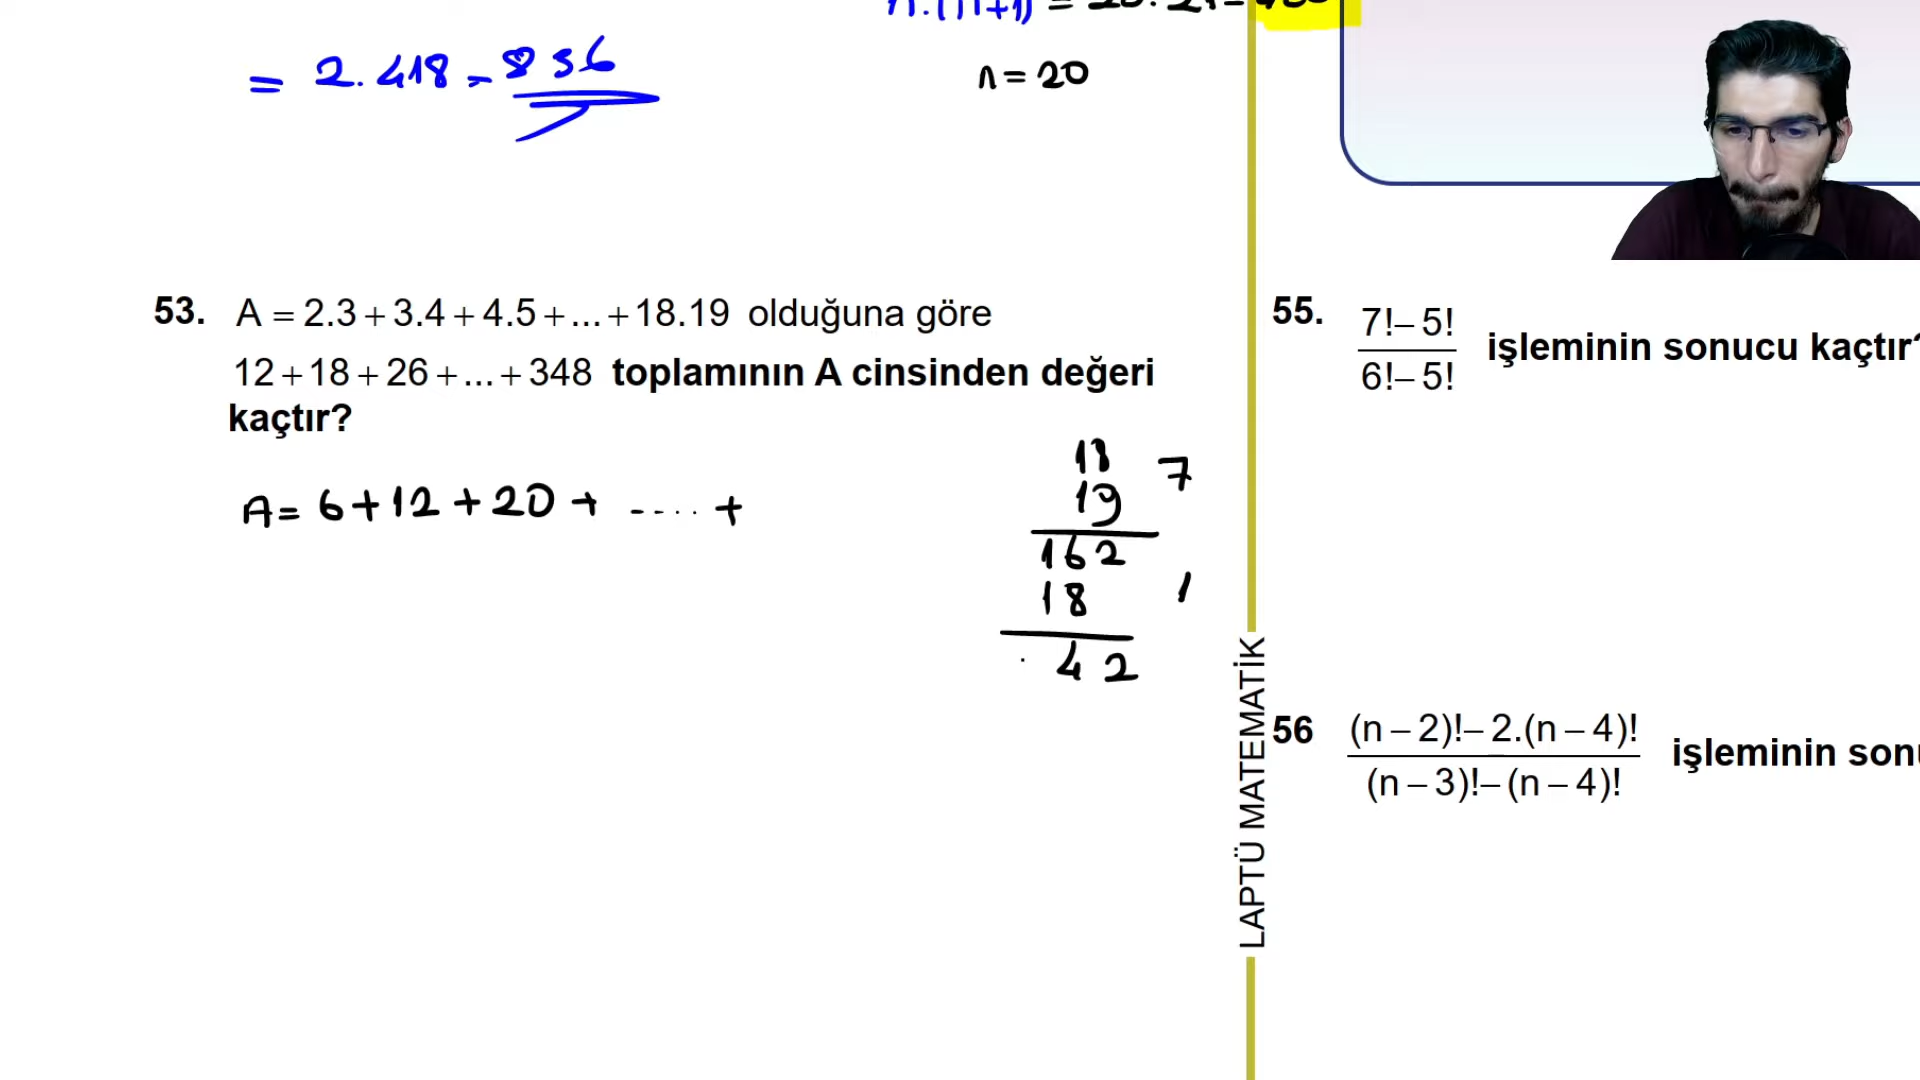 = 2.418 = 836
n = 20
53. A = 2.3 + 3.4 + 4.5 + ... + 18.19 olduğuna göre
12 + 18 + 26 + ... + 348 toplamının A cinsinden değeri
kaçtır?
A = 6 + 12 + 20 + ..... +
18 7
19
162
18 1
42
LAPTÜ MATEMATİK
55. 7!– 5!
6!– 5!
işleminin sonucu kaçtır?
56 (n – 2)!– 2.(n – 4)!
(n – 3)!– (n – 4)!
işleminin